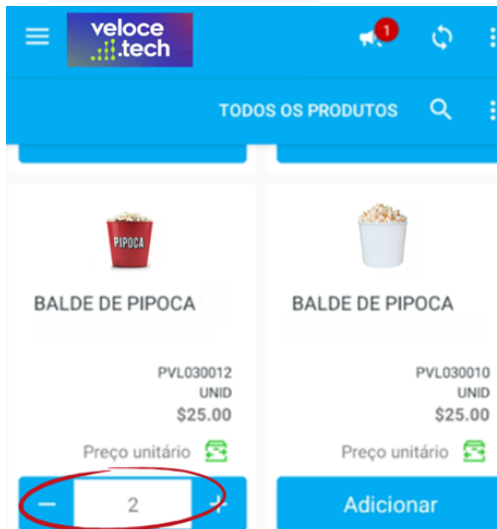 veloce
.tech
1
TODOS OS PRODUTOS
PIPOCA
BALDE DE PIPOCA
PVL030012
UNID
$25.00
Preço unitário
− 2 +
BALDE DE PIPOCA
PVL030010
UNID
$25.00
Preço unitário
Adicionar